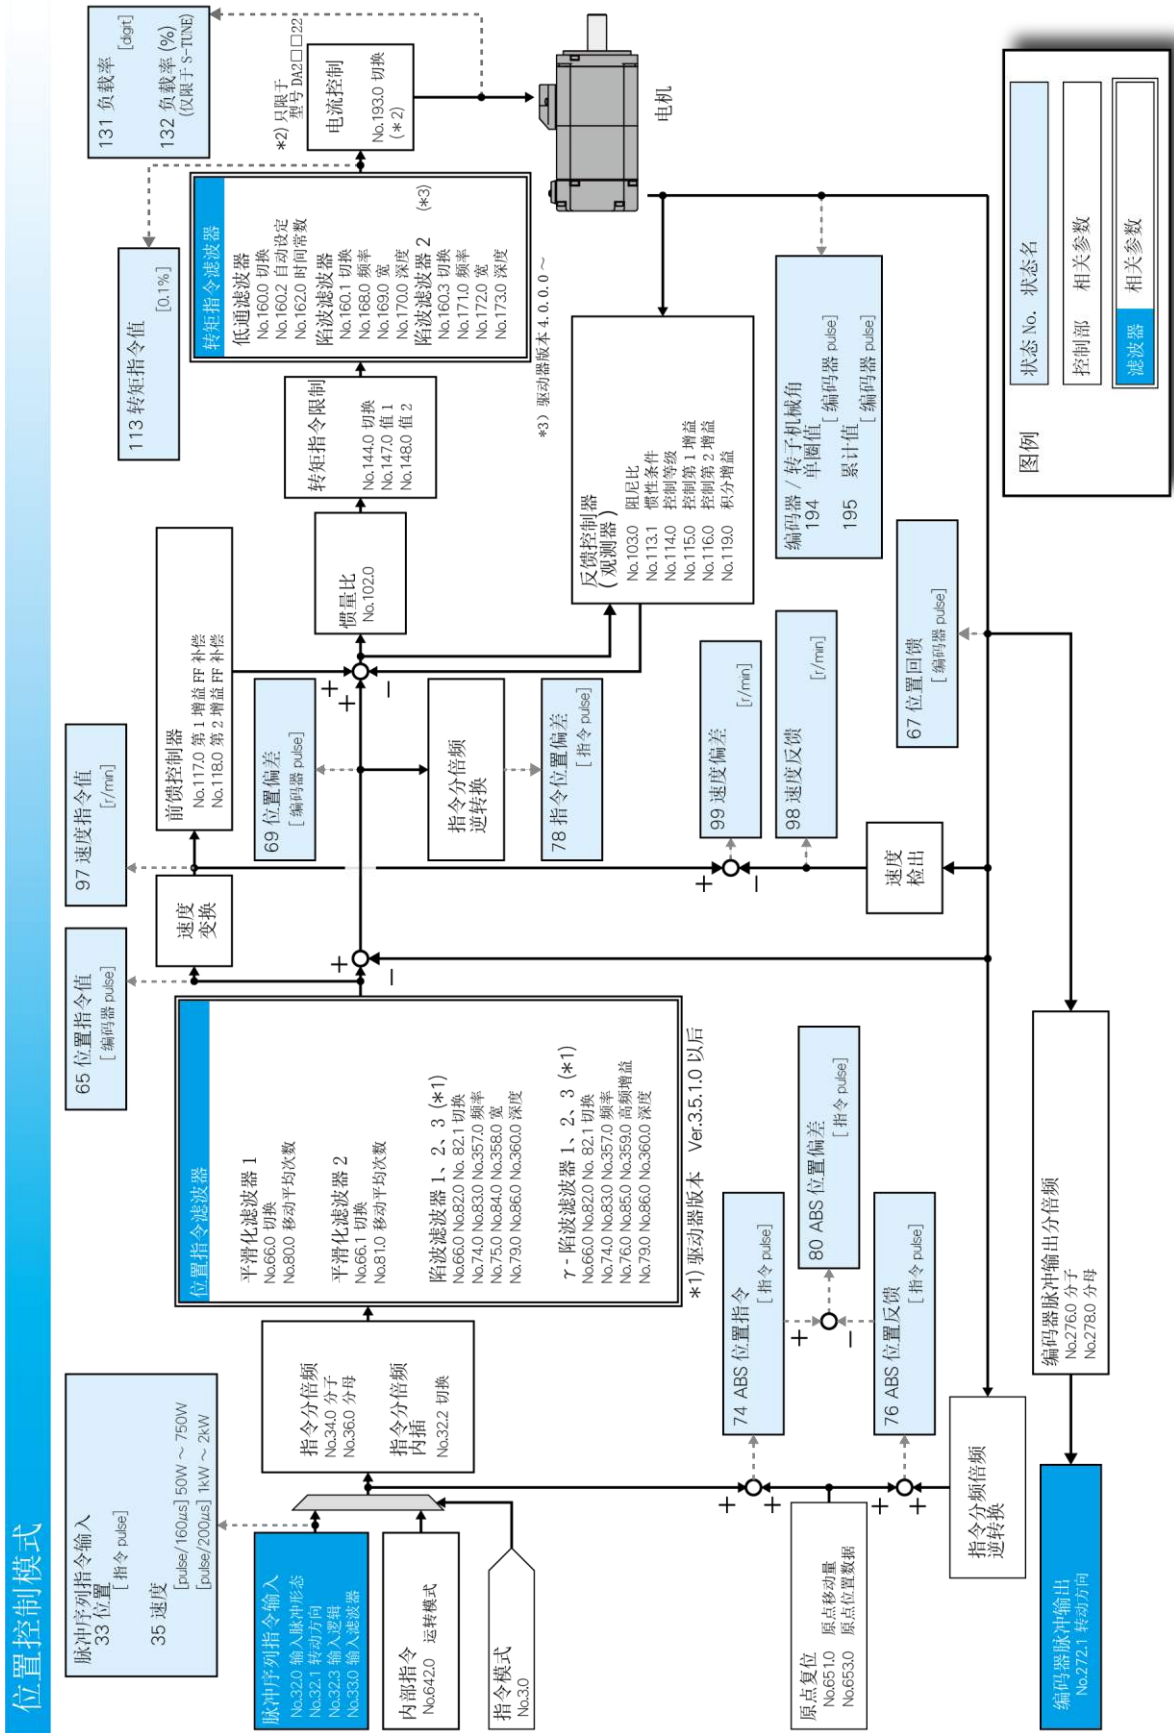 位置控制模式
脉冲序列指令输入
33 位置
[ 指令 pulse]
35 速度
[pulse/160μs] 50W ～ 750W
[pulse/200μs] 1kW ～ 2kW
脉冲序列指令输入
No.32.0 输入脉冲形态
No.32.1 转动方向
No.32.3 输入逻辑
No.33.0 输入滤波器
内部指令
No.642.0 运转模式
指令模式
No.3.0
指令分倍频
No.34.0 分子
No.36.0 分母
指令分倍频
内插
No.32.2 切换
位置指令滤波器
平滑化滤波器 1
No.66.0 切换
No.80.0 移动平均次数
平滑化滤波器 2
No.66.1 切换
No.81.0 移动平均次数
陷波滤波器 1、2、3 (*1)
No.66.0 No.82.0 No. 82.1 切换
No.74.0 No.83.0 No.357.0 频率
No.75.0 No.84.0 No.358.0 宽
No.79.0 No.86.0 No.360.0 深度
γ - 陷波滤波器 1、2、3 (*1)
No.66.0 No.82.0 No. 82.1 切换
No.74.0 No.83.0 No.357.0 频率
No.76.0 No.85.0 No.359.0 高频增益
No.79.0 No.86.0 No.360.0 深度
*1) 驱动器版本 Ver.3.5.1.0 以后
65 位置指令值
[ 编码器 pulse]
速度
变换
97 速度指令值
[r/min]
前馈控制器
No.117.0 第 1 增益 FF 补偿
No.118.0 第 2 增益 FF 补偿
69 位置偏差
[ 编码器 pulse]
指令分倍频
逆转换
78 指令位置偏差
[ 指令 pulse]
+
−
+
+
−
惯量比
No.102.0
转矩指令限制
No.144.0 切换
No.147.0 值 1
No.148.0 值 2
113 转矩指令值
[0.1%]
转矩指令滤波器
低通滤波器
No.160.0 切换
No.160.2 自动设定
No.162.0 时间常数
陷波滤波器
No.160.1 切换
No.168.0 频率
No.169.0 宽
No.170.0 深度
陷波滤波器 2 (*3)
No.160.3 切换
No.171.0 频率
No.172.0 宽
No.173.0 深度
*3) 驱动器版本 4.0.0.0 ～
131 负载率
[digit]
132 负载率 (%)
(仅限于 S-TUNE)
*2) 只限于
型号 DA2□□22
电流控制
No.193.0 切换
(*2)
电机
反馈控制器
( 观测器 )
No.103.0 阻尼比
No.113.1 惯性条件
No.114.0 控制等级
No.115.0 控制第 1 增益
No.116.0 控制第 2 增益
No.119.0 积分增益
编码器 / 转子机械角
194 单圈值
[ 编码器 pulse]
195 累计值
[ 编码器 pulse]
99 速度偏差
[r/min]
98 速度反馈
[r/min]
+
−
速度
检出
67 位置回馈
[ 编码器 pulse]
74 ABS 位置指令
[ 指令 pulse]
80 ABS 位置偏差
[ 指令 pulse]
76 ABS 位置反馈
[ 指令 pulse]
+
−
+
+
+
+
原点复位
No.651.0 原点移动量
No.653.0 原点位置数据
指令分频倍频
逆转换
编码器脉冲输出分倍频
No.276.0 分子
No.278.0 分母
编码器脉冲输出
No.272.1 转动方向
图例
状态 No. 状态名
控制部 相关参数
滤波器 相关参数